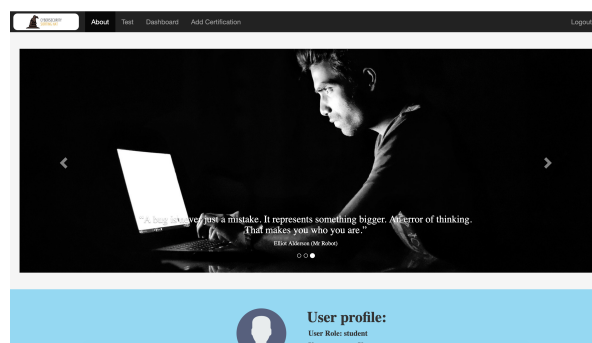 About Test Dashboard Add Certification Logout
“A bug is never just a mistake. It represents something bigger. An error of thinking.
That makes you who you are.”
Elliot Alderson (Mr Robot)
User profile:
User Role: student